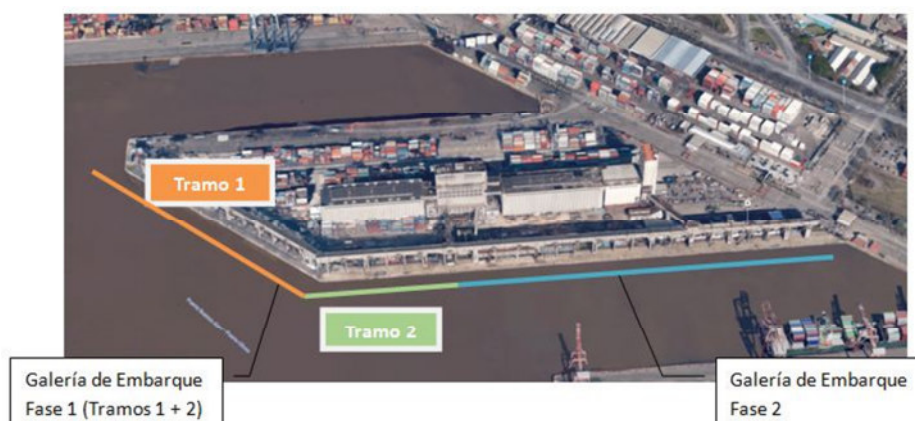 Tramo 1
Tramo 2
Galería de Embarque
Fase 1 (Tramos 1 + 2)
Galería de Embarque
Fase 2